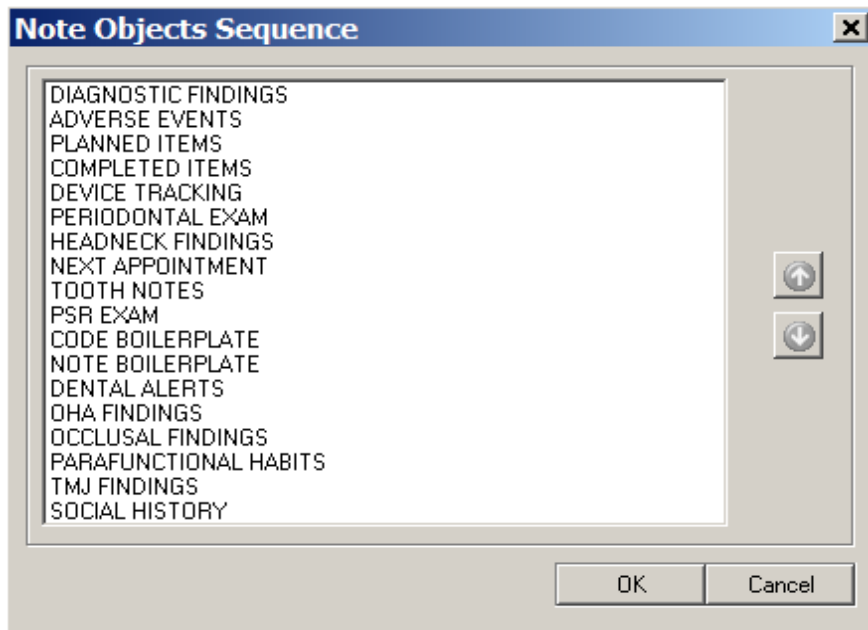 Note Objects Sequence
DIAGNOSTIC FINDINGS
ADVERSE EVENTS
PLANNED ITEMS
COMPLETED ITEMS
DEVICE TRACKING
PERIODONTAL EXAM
HEADNECK FINDINGS
NEXT APPOINTMENT
TOOTH NOTES
PSR EXAM
CODE BOILERPLATE
NOTE BOILERPLATE
DENTAL ALERTS
OHA FINDINGS
OCCLUSAL FINDINGS
PARAFUNCTIONAL HABITS
TMJ FINDINGS
SOCIAL HISTORY
OK Cancel